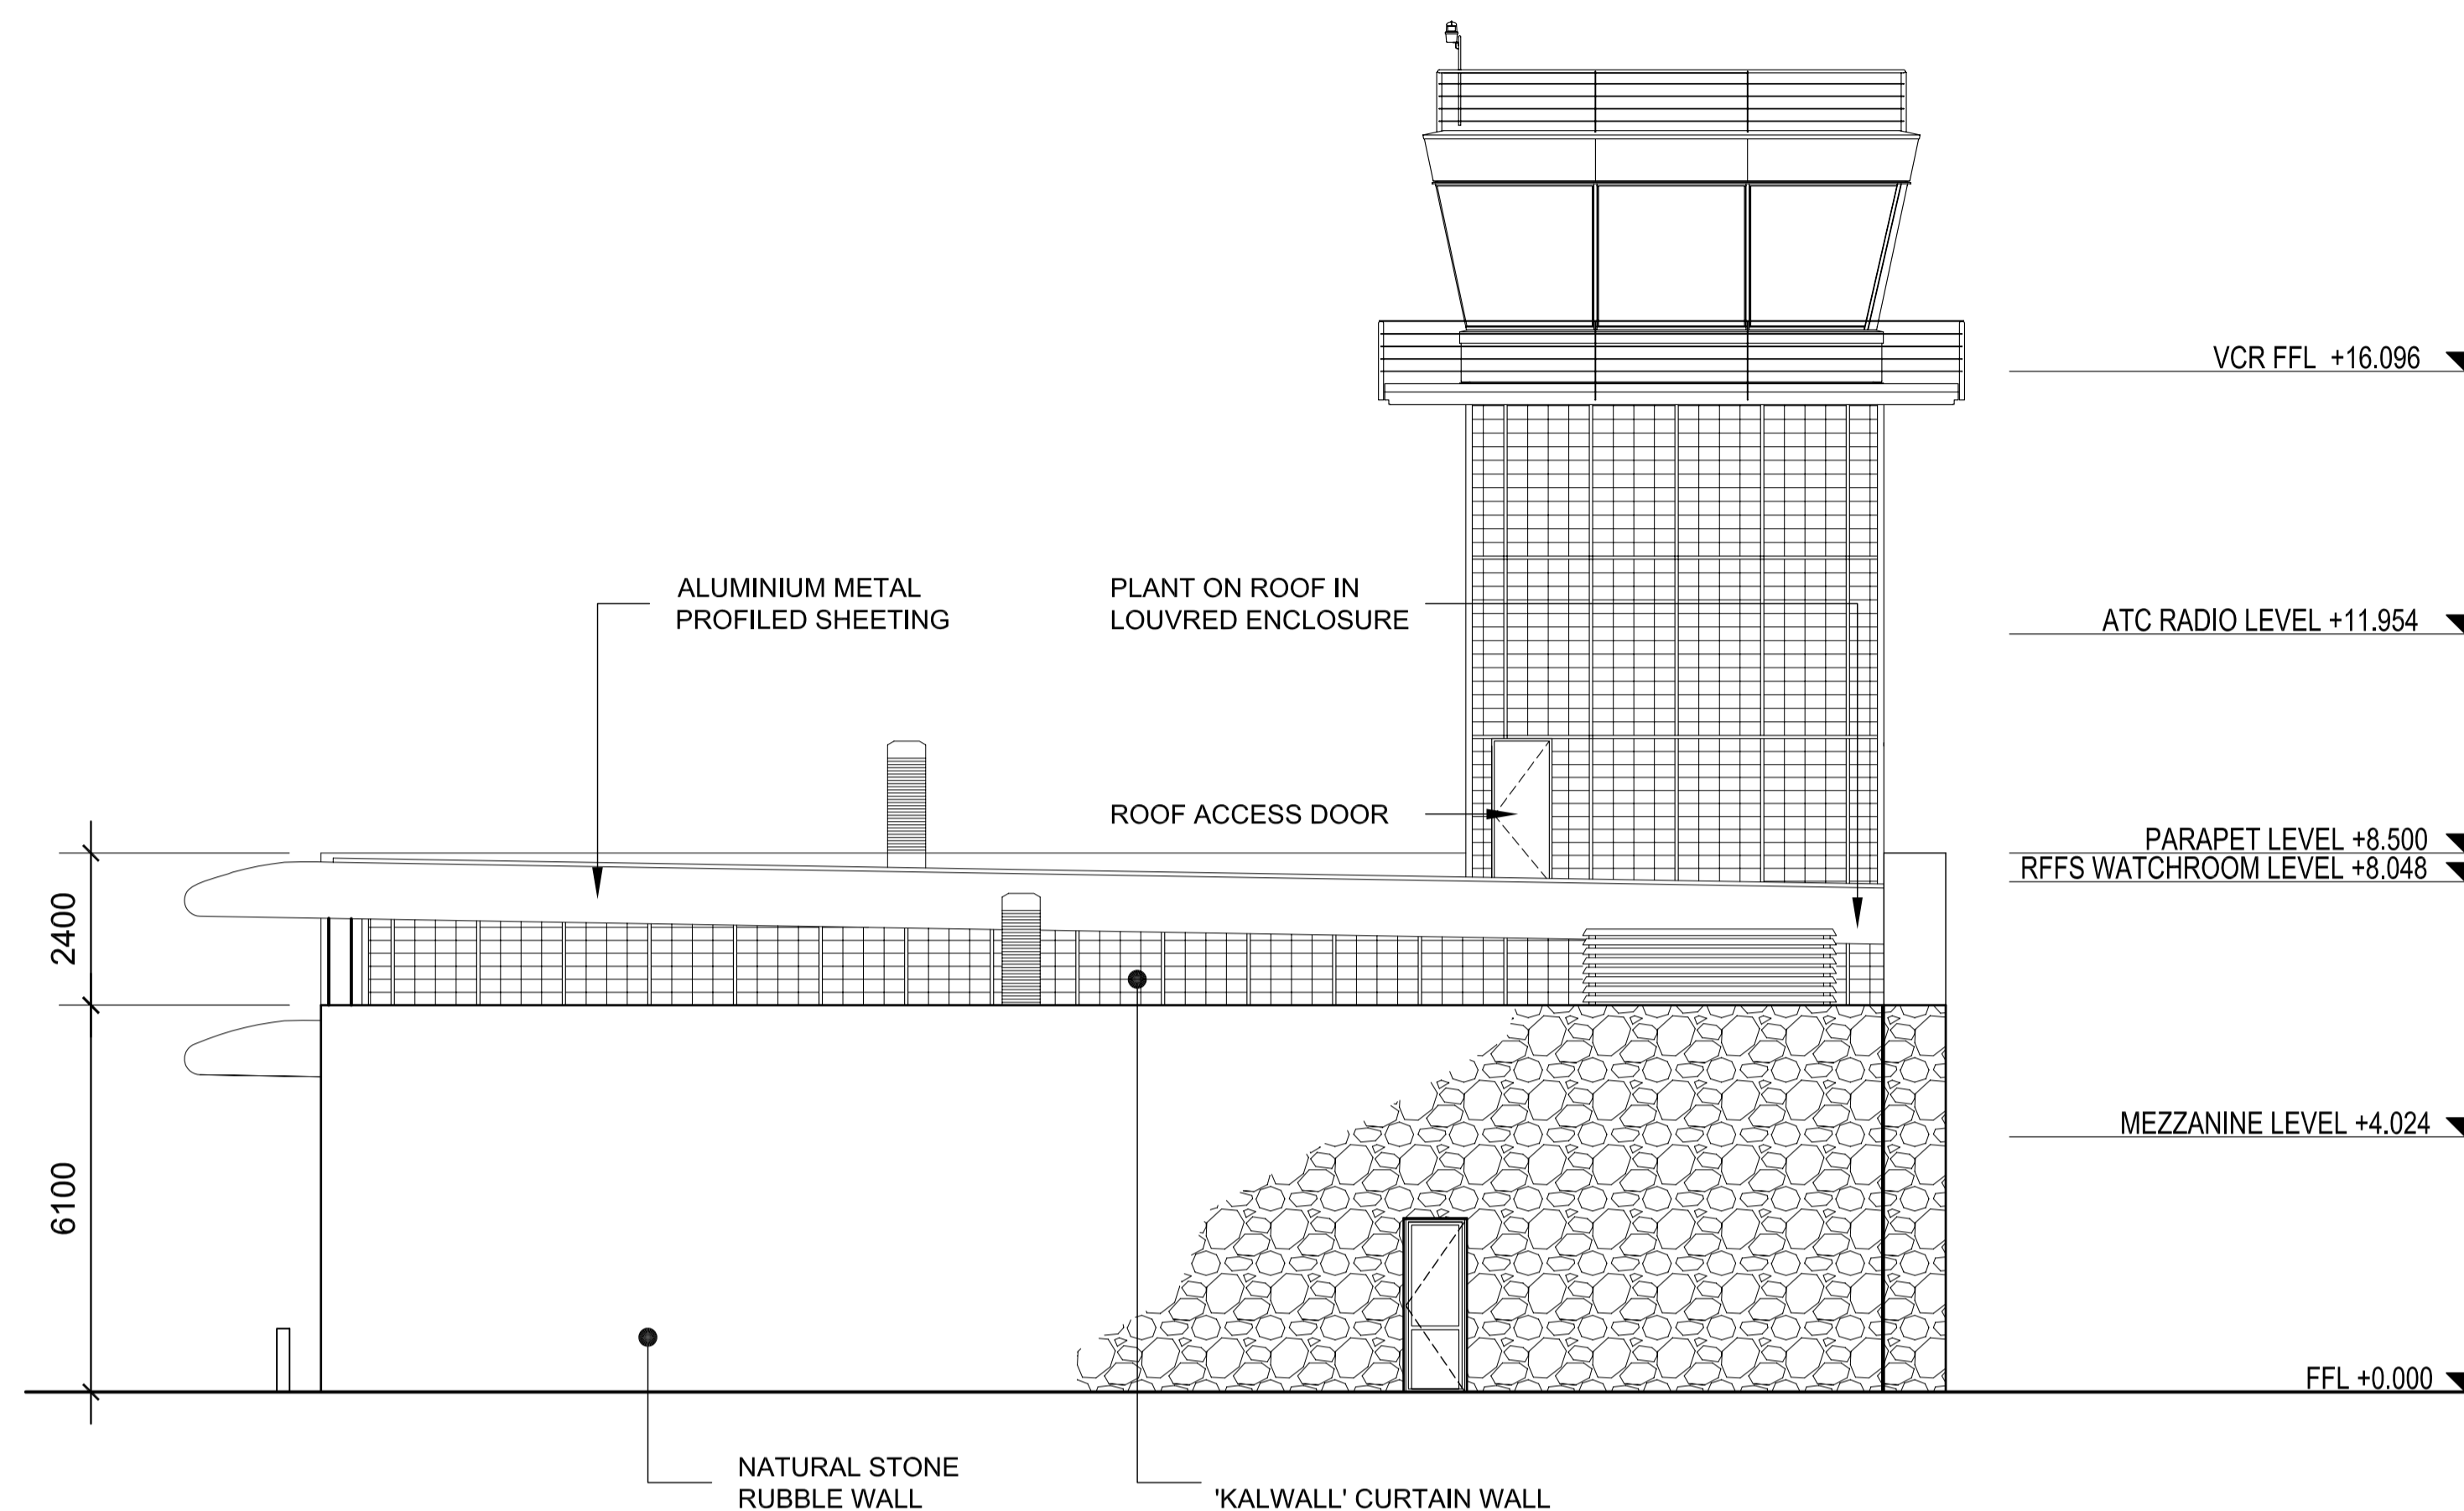 VCR FFL +16.096
ALUMINIUM METAL
PROFILED SHEETING
PLANT ON ROOF IN
LOUVRED ENCLOSURE
ATC RADIO LEVEL +11.954
ROOF ACCESS DOOR
PARAPET LEVEL +8.500
RFFS WATCHROOM LEVEL +8.048
2400
MEZZANINE LEVEL +4.024
6100
FFL +0.000
NATURAL STONE
RUBBLE WALL
'KALWALL' CURTAIN WALL